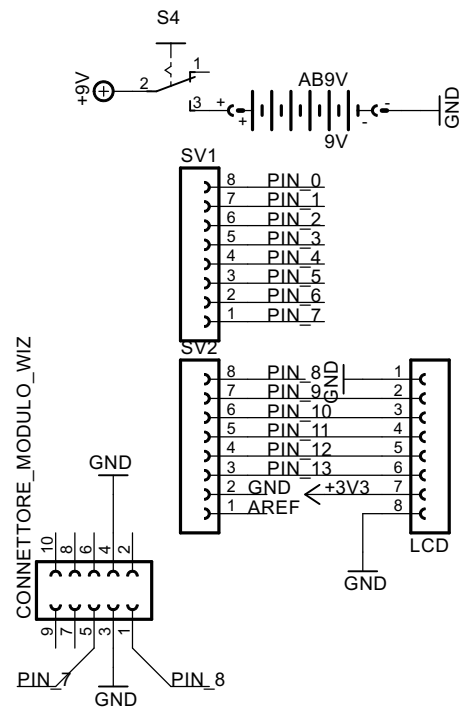 S4
1
2
+9V
3
+
+
AB9V
9V
-
-
GND
SV1
8 PIN_0
7 PIN_1
6 PIN_2
5 PIN_3
4 PIN_4
3 PIN_5
2 PIN_6
1 PIN_7
SV2
8 PIN_8 GND 1
7 PIN_9 2
6 PIN_10 3
5 PIN_11 4
4 PIN_12 5
3 PIN_13 6
2 GND +3V3 7
1 AREF 8
LCD
GND
CONNETTORE_MODULO_WIZ
GND
10 8 6 4 2
9 7 5 3 1
PIN_7
PIN_8
GND